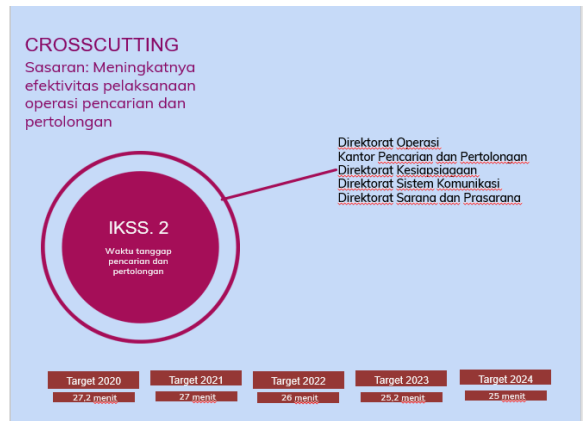 CROSSCUTTING
Sasaran: Meningkatnya
efektivitas pelaksanaan
operasi pencarian dan
pertolongan
Direktorat Operasi
Kantor Pencarian dan Pertolongan
Direktorat Kesiapsiagaan
Direktorat Sistem Komunikasi
Direktorat Sarana dan Prasarana
IKSS. 2
Waktu tanggap
pencarian dan
pertolongan
Target 2020
27,2 menit
Target 2021
27 menit
Target 2022
26 menit
Target 2023
25,2 menit
Target 2024
25 menit